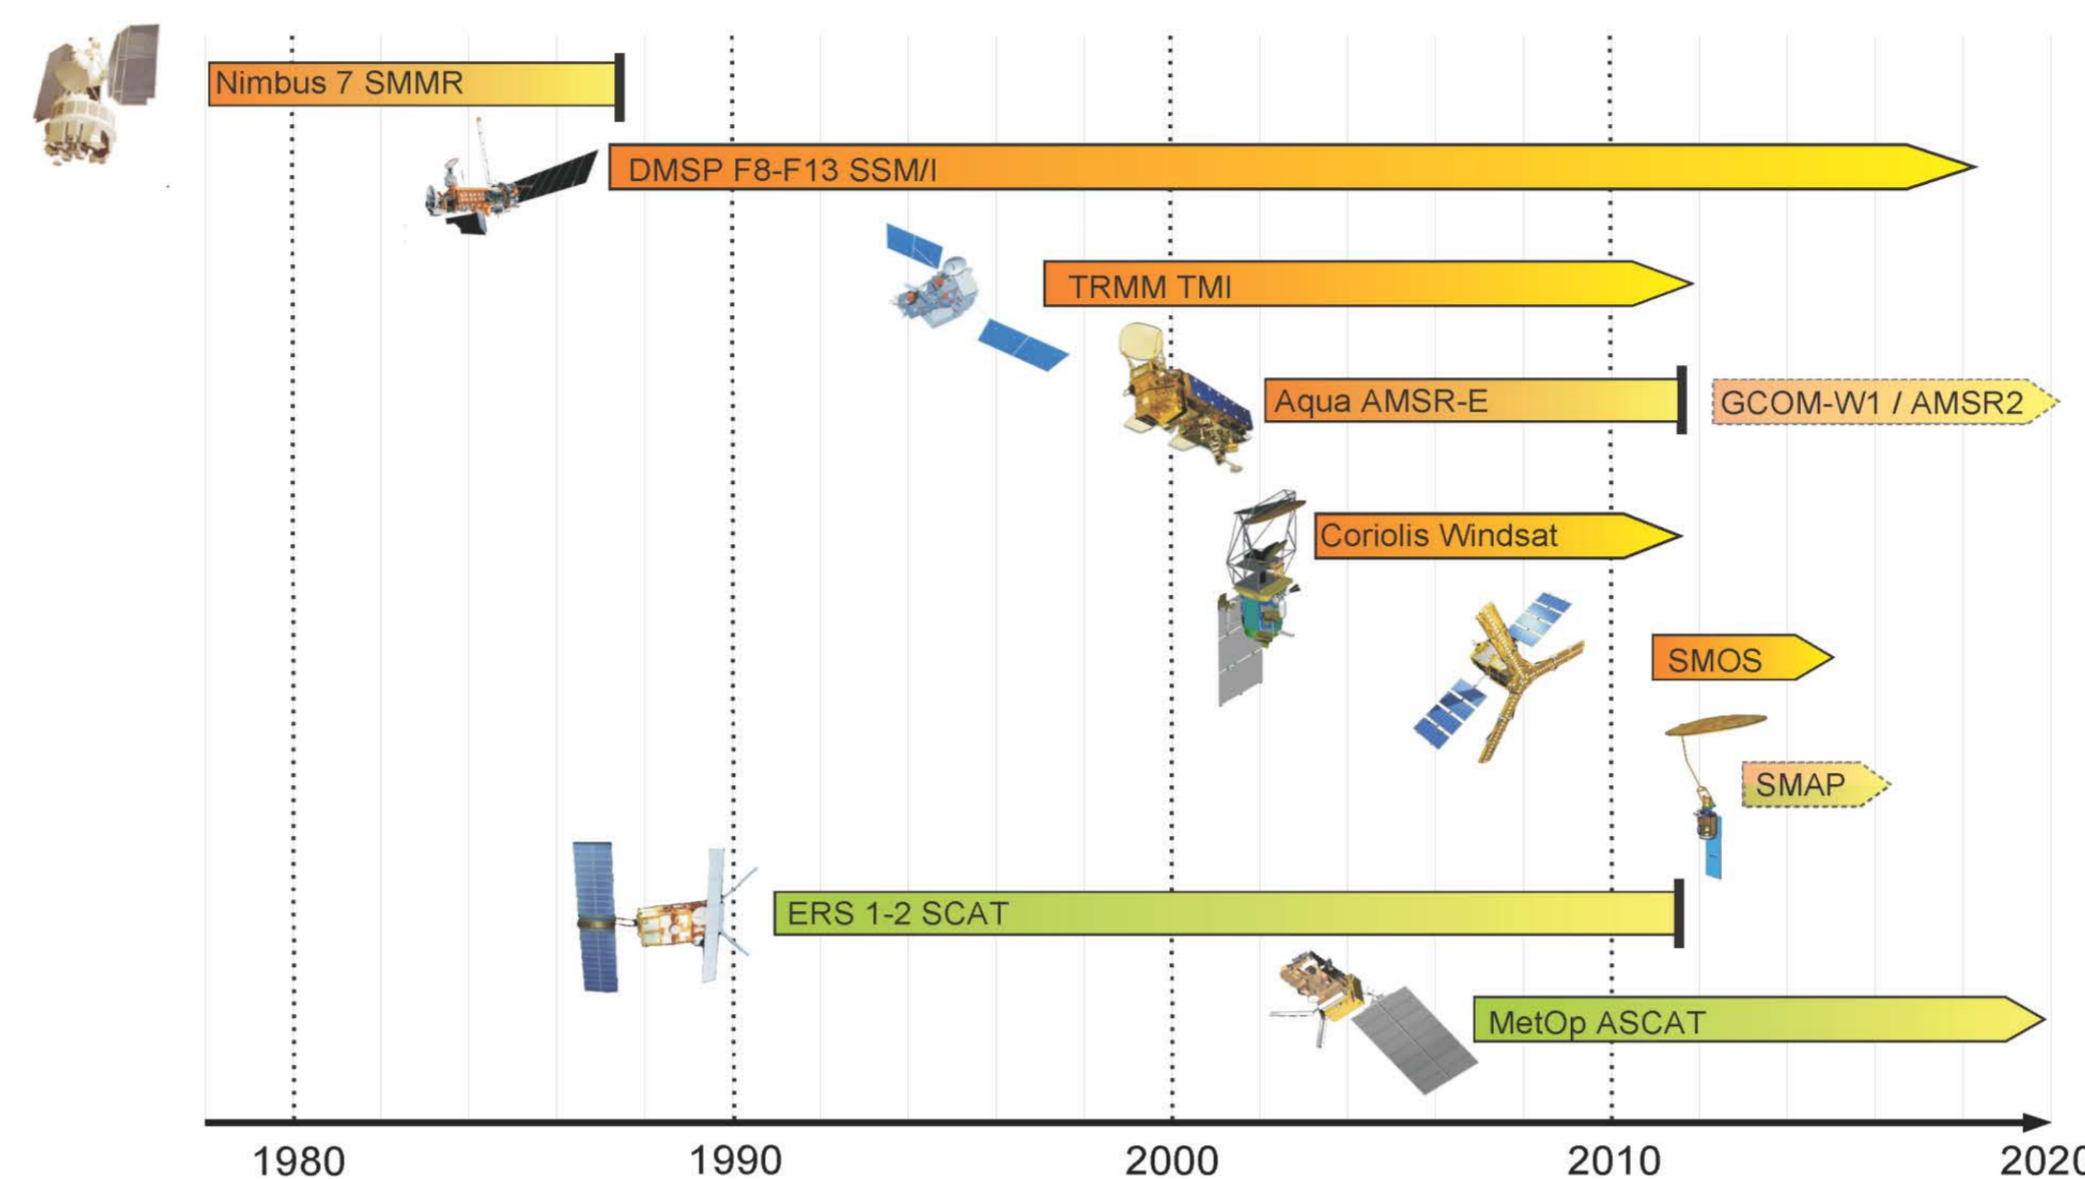 Nimbus 7 SMMR
DMSP F8-F13 SSM/I
TRMM TMI
Aqua AMSR-E
GCOM-W1 / AMSR2
Coriolis Windsat
SMOS
SMAP
ERS 1-2 SCAT
MetOp ASCAT
1980 1990 2000 2010 2020